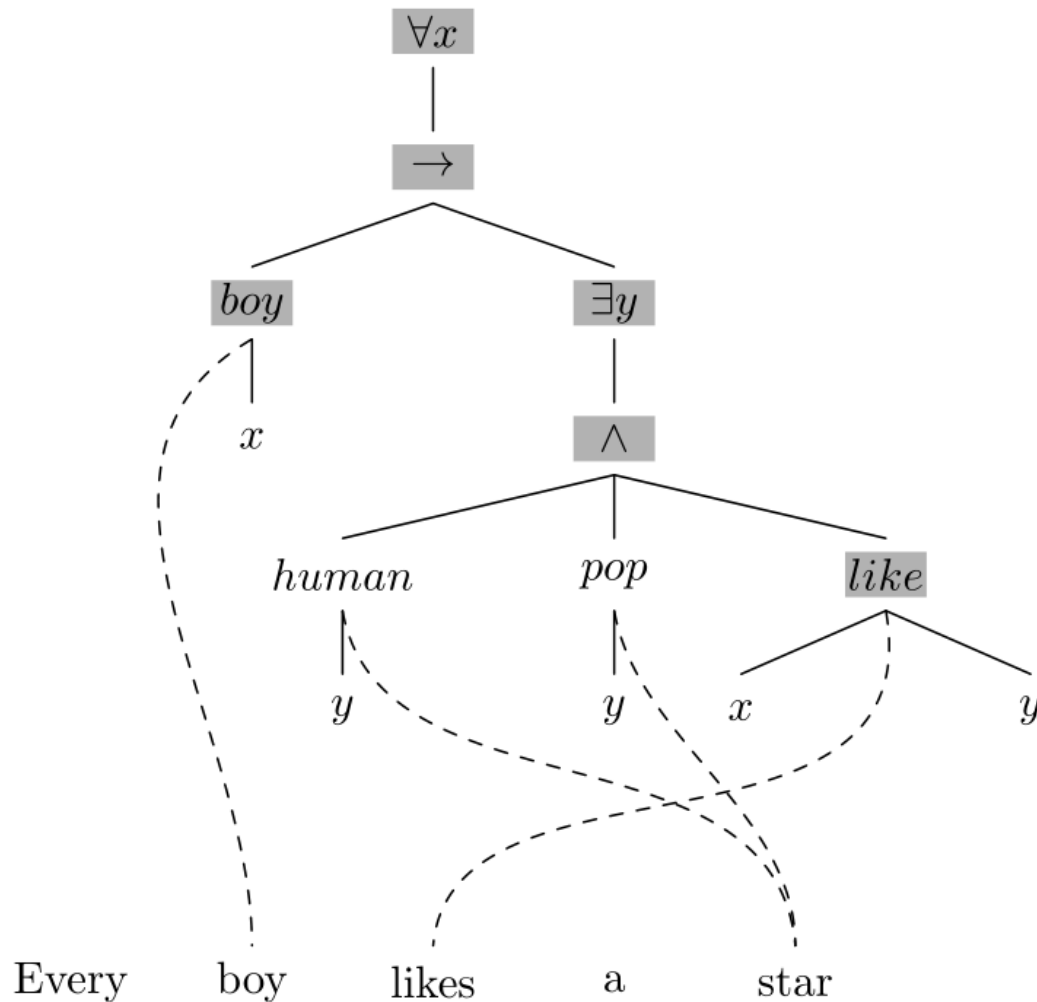 ∀x
→
boy ∃y
x ∧
human pop like
y y x y
Every boy likes a star